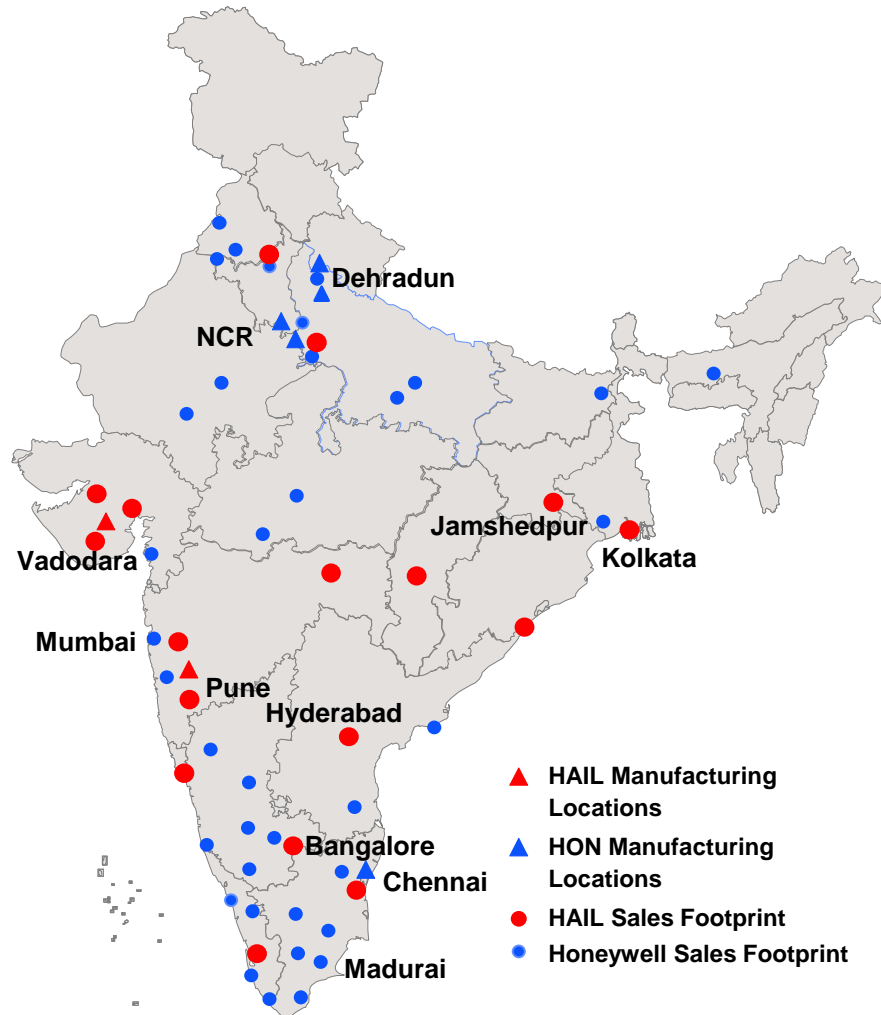 Dehradun
NCR
Jamshedpur
Kolkata
Vadodara
Mumbai
Pune
Hyderabad
HAIL Manufacturing
Locations
Bangalore
HON Manufacturing
Locations
Chennai
HAIL Sales Footprint
Honeywell Sales Footprint
Madurai